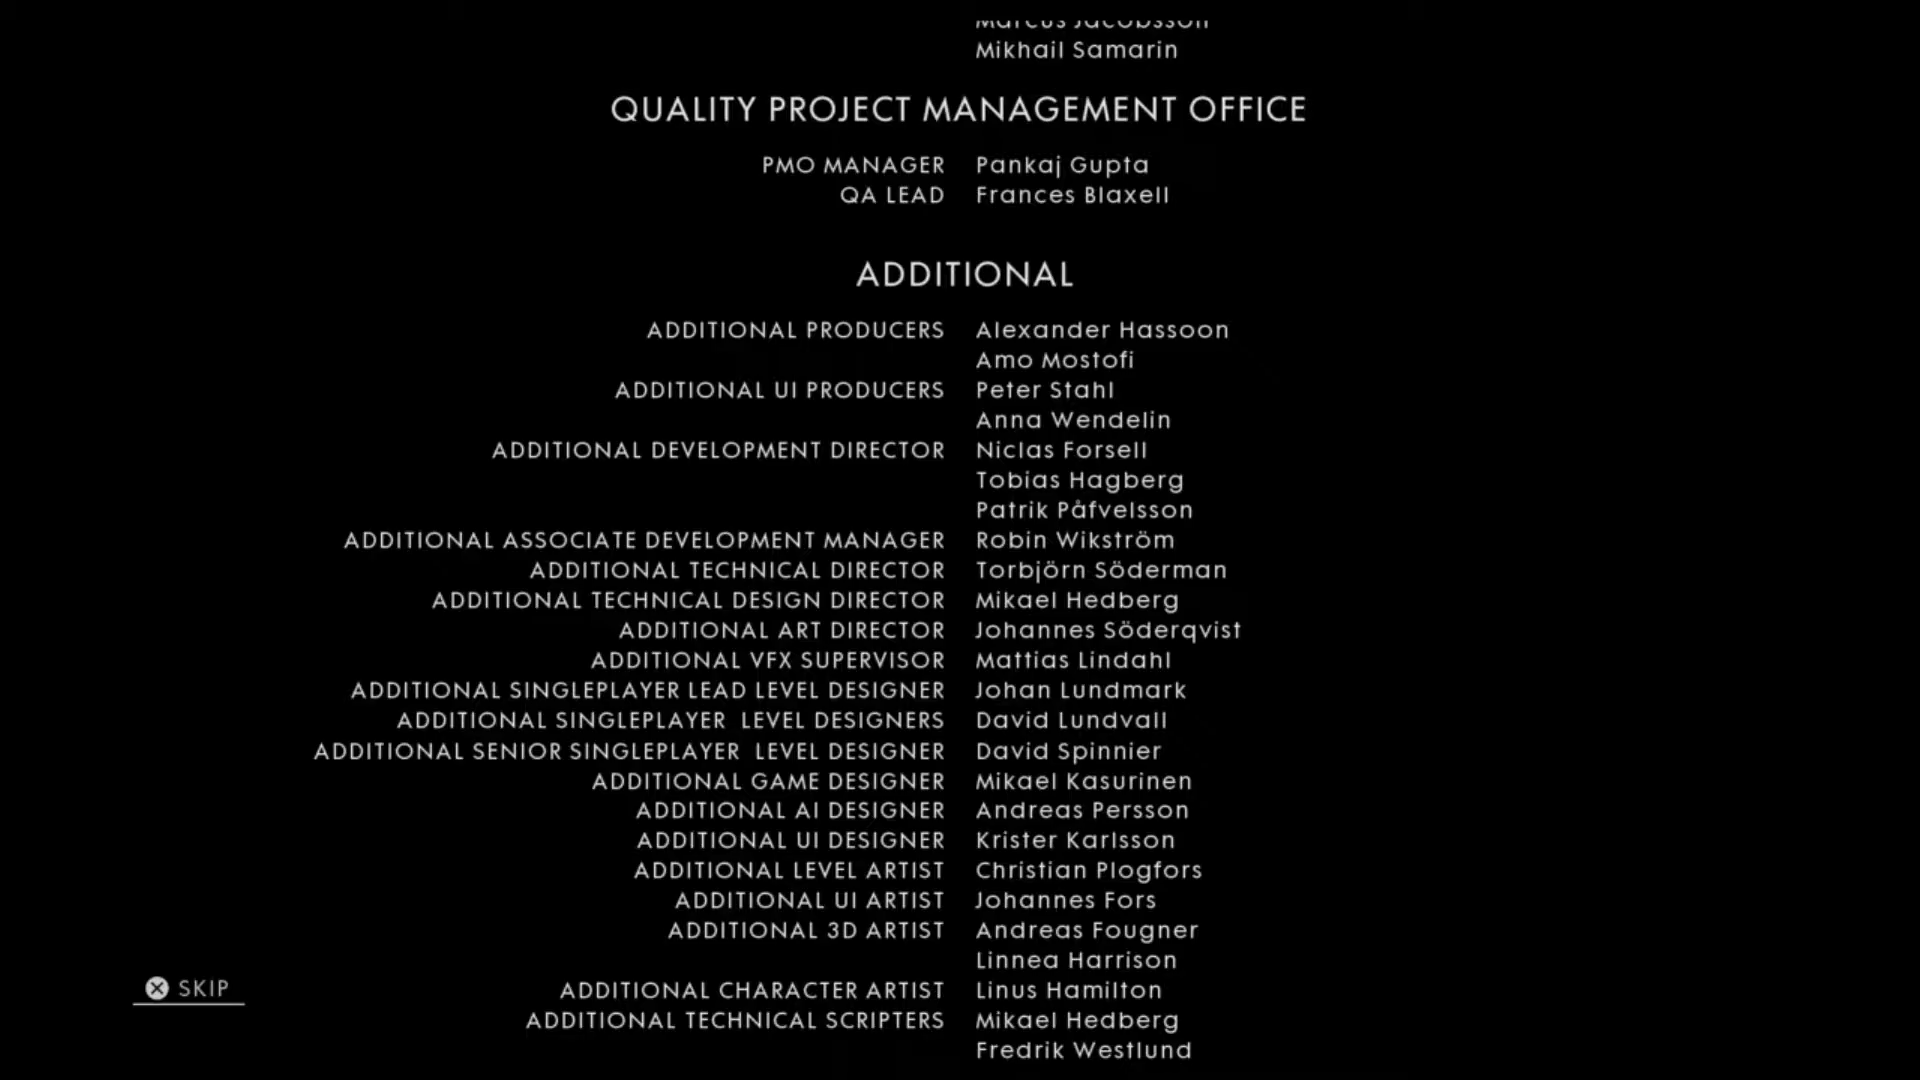 Marcus Jacobsson
Mikhail Samarin
QUALITY PROJECT MANAGEMENT OFFICE
PMO MANAGER Pankaj Gupta
QA LEAD Frances Blaxell
ADDITIONAL
ADDITIONAL PRODUCERS Alexander Hassoon
Amo Mostofi
ADDITIONAL UI PRODUCERS Peter Stahl
Anna Wendelin
ADDITIONAL DEVELOPMENT DIRECTOR Niclas Forsell
Tobias Hagberg
Patrik Påfvelsson
ADDITIONAL ASSOCIATE DEVELOPMENT MANAGER Robin Wikström
ADDITIONAL TECHNICAL DIRECTOR Torbjörn Söderman
ADDITIONAL TECHNICAL DESIGN DIRECTOR Mikael Hedberg
ADDITIONAL ART DIRECTOR Johannes Söderqvist
ADDITIONAL VFX SUPERVISOR Mattias Lindahl
ADDITIONAL SINGLEPLAYER LEAD LEVEL DESIGNER Johan Lundmark
ADDITIONAL SINGLEPLAYER LEVEL DESIGNERS David Lundvall
ADDITIONAL SENIOR SINGLEPLAYER LEVEL DESIGNER David Spinnier
ADDITIONAL GAME DESIGNER Mikael Kasurinen
ADDITIONAL AI DESIGNER Andreas Persson
ADDITIONAL UI DESIGNER Krister Karlsson
ADDITIONAL LEVEL ARTIST Christian Plogfors
ADDITIONAL UI ARTIST Johannes Fors
ADDITIONAL 3D ARTIST Andreas Fougner
Linnea Harrison
SKIP
ADDITIONAL CHARACTER ARTIST Linus Hamilton
ADDITIONAL TECHNICAL SCRIPTERS Mikael Hedberg
Fredrik Westlund